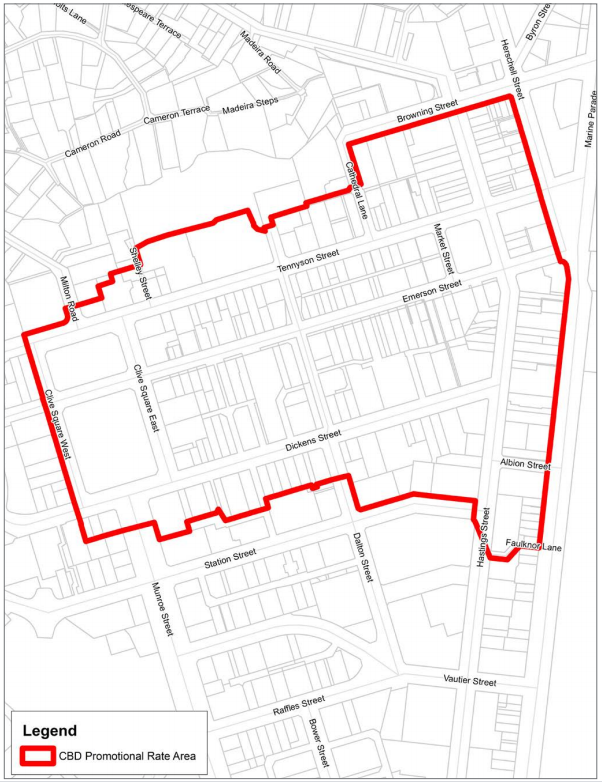 Byron Stre
espeare Terrace
Madeira Road
Herschell Street
Cameron Terrace
Madeira Steps
Browning Street
Marine Parade
Cameron Road
Cathedral Lane
Market Street
Shelley Street
Tennyson Street
Milton Road
Emerson Street
Clive Square West
Clive Square East
Dickens Street
Albion Street
Hastings Street
Faulknor Lane
Station Street
Dalton Street
Munroe Street
Vautier Street
Raffles Street
Bower Street
Legend
CBD Promotional Rate Area